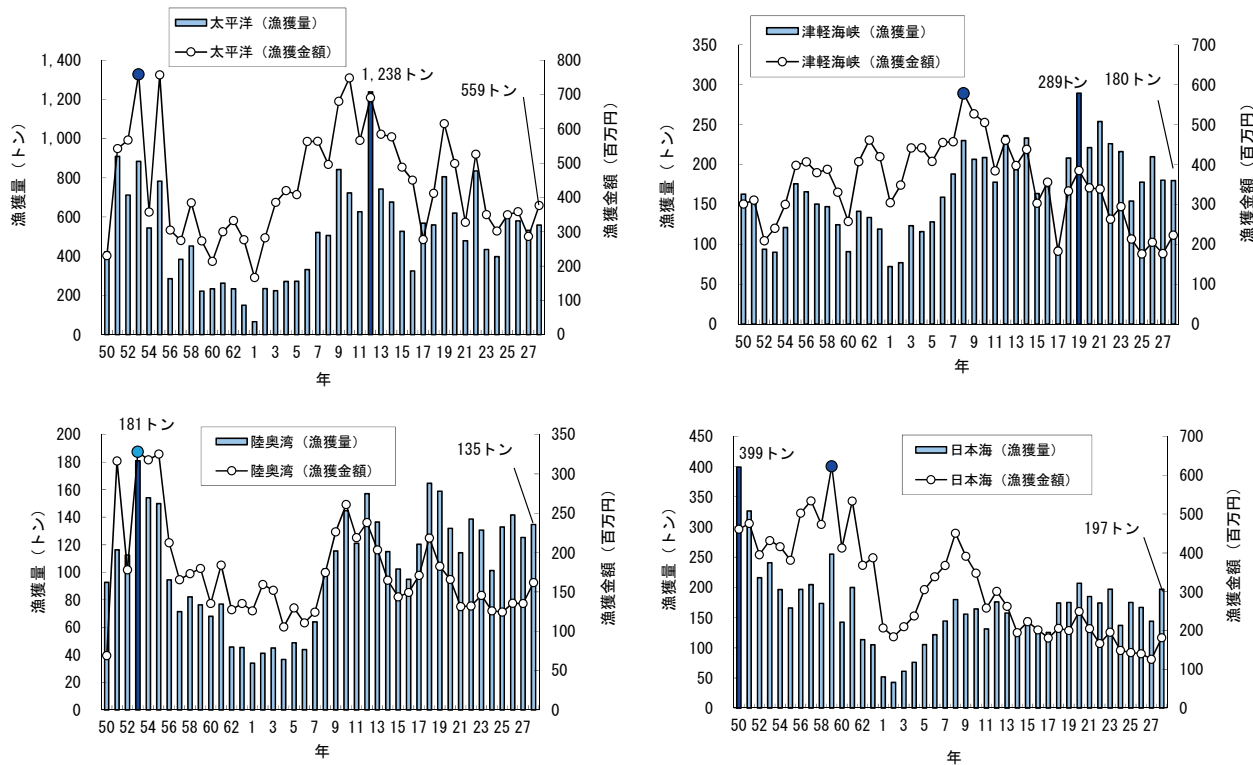 太平洋（漁獲量）
太平洋（漁獲金額）
1,238トン
559トン
漁獲量（トン）
1,400
1,200
1,000
800
600
400
200
0
800
700
600
500
400
300
200
100
0
漁獲金額（百万円）
50 52 54 56 58 60 62 1 3 5 7 9 11 13 15 17 19 21 23 25 27
年
津軽海峡（漁獲量）
津軽海峡（漁獲金額）
289トン
180トン
漁獲量（トン）
350
300
250
200
150
100
50
0
700
600
500
400
300
200
100
0
漁獲金額（百万円）
50 52 54 56 58 60 62 1 3 5 7 9 11 13 15 17 19 21 23 25 27
年
181トン
陸奥湾（漁獲量）
陸奥湾（漁獲金額）
135トン
漁獲量（トン）
200
180
160
140
120
100
80
60
40
20
0
350
300
250
200
150
100
50
0
漁獲金額（百万円）
50 52 54 56 58 60 62 1 3 5 7 9 11 13 15 17 19 21 23 25 27
年
399トン
日本海（漁獲量）
日本海（漁獲金額）
197トン
漁獲量（トン）
450
400
350
300
250
200
150
100
50
0
700
600
500
400
300
200
100
0
漁獲金額（百万円）
50 52 54 56 58 60 62 1 3 5 7 9 11 13 15 17 19 21 23 25 27
年